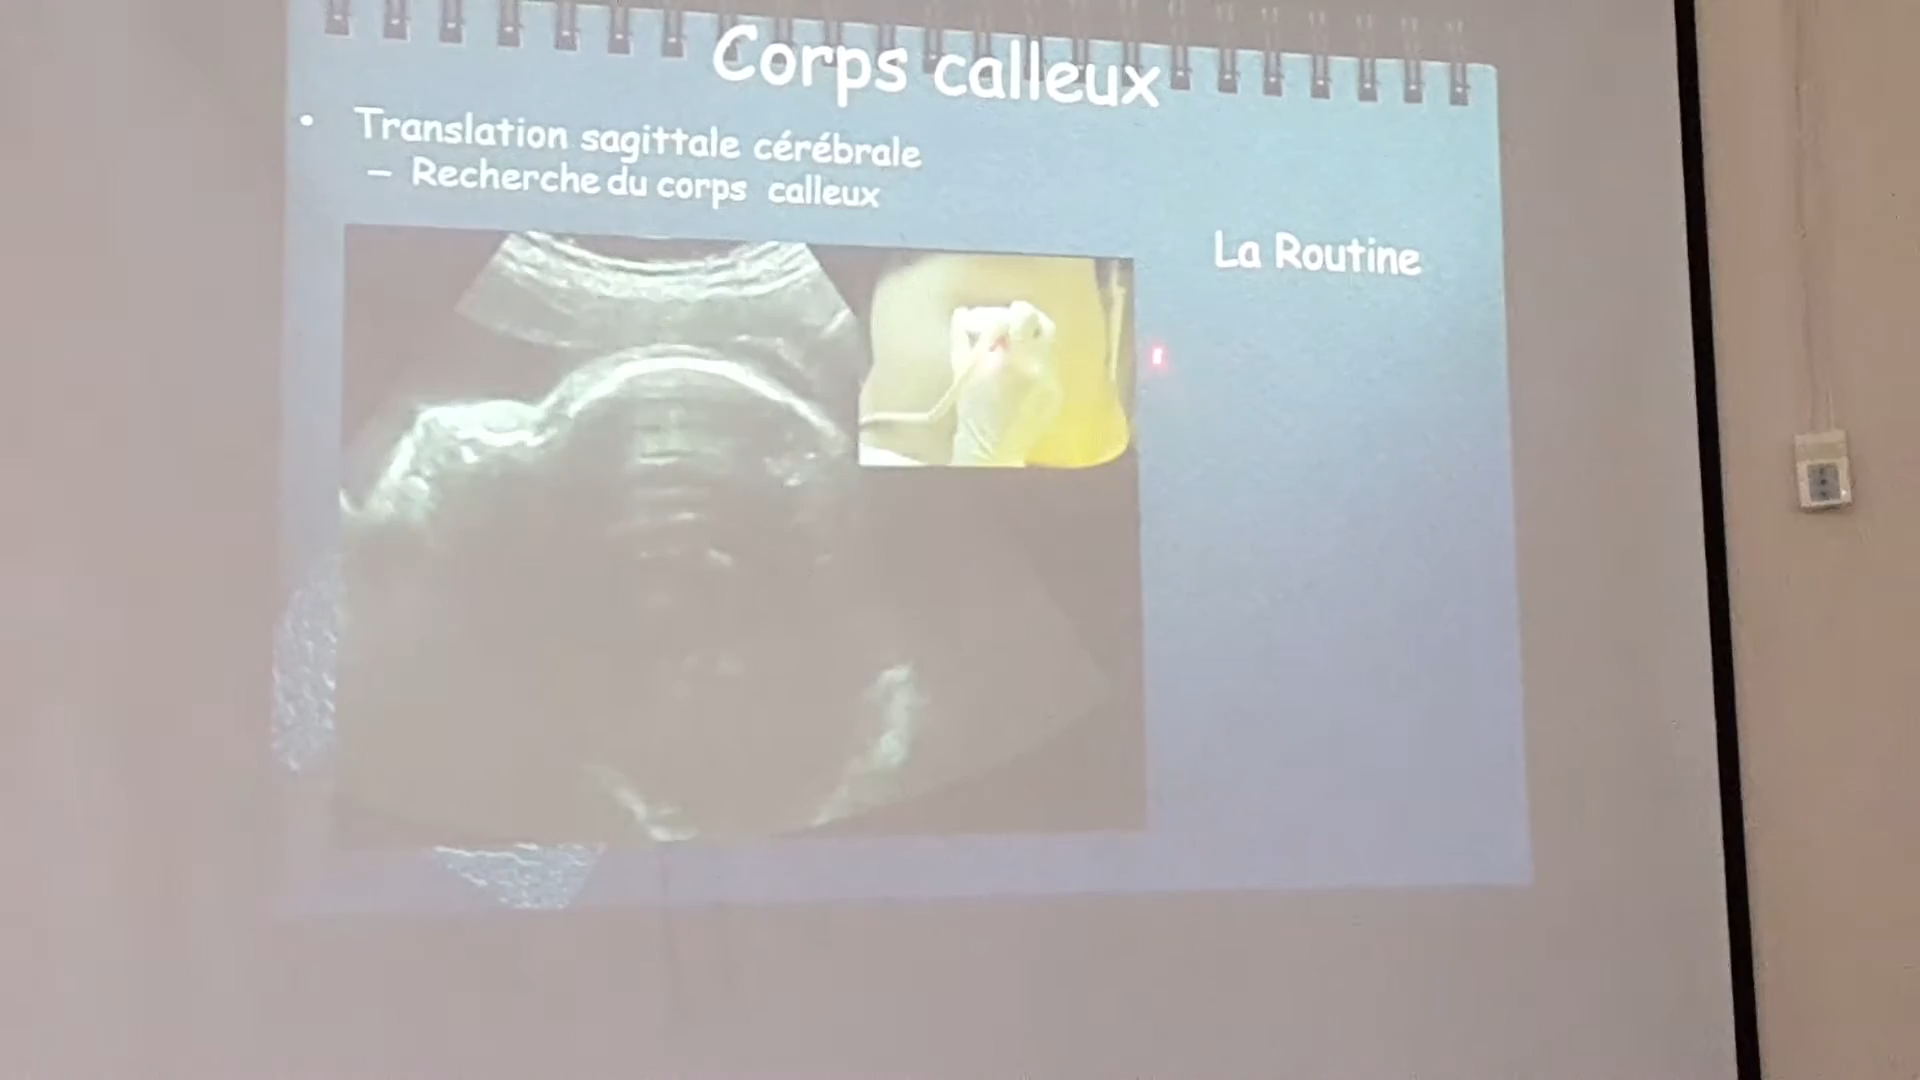 Corps calleux
• Translation sagittale cérébrale
– Recherche du corps calleux
La Routine